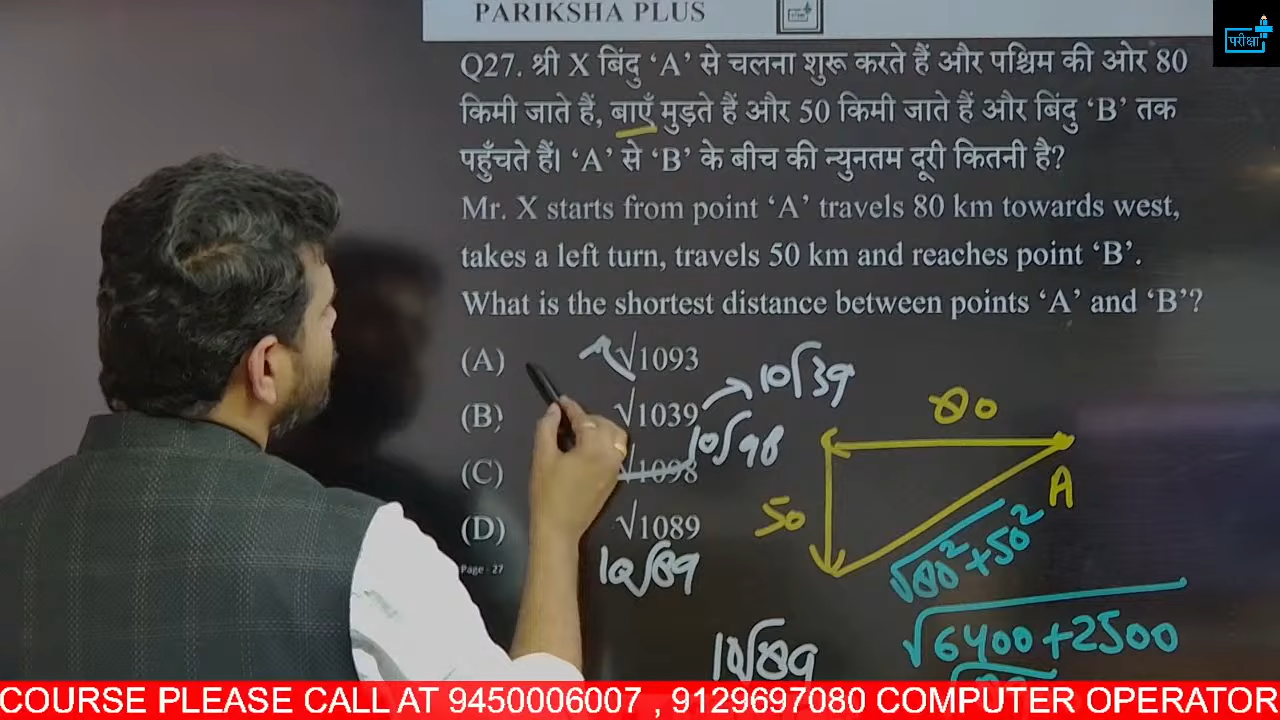 PARIKSHA PLUS
परीक्षा
Q27. श्री X बिंदु ‘A’ से चलना शुरू करते हैं और पश्चिम की ओर 80
किमी जाते हैं, बाएँ मुड़ते हैं और 50 किमी जाते हैं और बिंदु ‘B’ तक
पहुँचते हैं। ‘A’ से ‘B’ के बीच की न्युनतम दूरी कितनी है?
Mr. X starts from point ‘A’ travels 80 km towards west,
takes a left turn, travels 50 km and reaches point ‘B’.
What is the shortest distance between points ‘A’ and ‘B’?
(A) √1093
(B) √1039 10√39
(C) √1098 10√98
(D) √1089
10√89
Page - 27
80
50
A
√80²+50²
√6400+2500
10√89
COURSE PLEASE CALL AT 9450006007 , 9129697080 COMPUTER OPERATOR